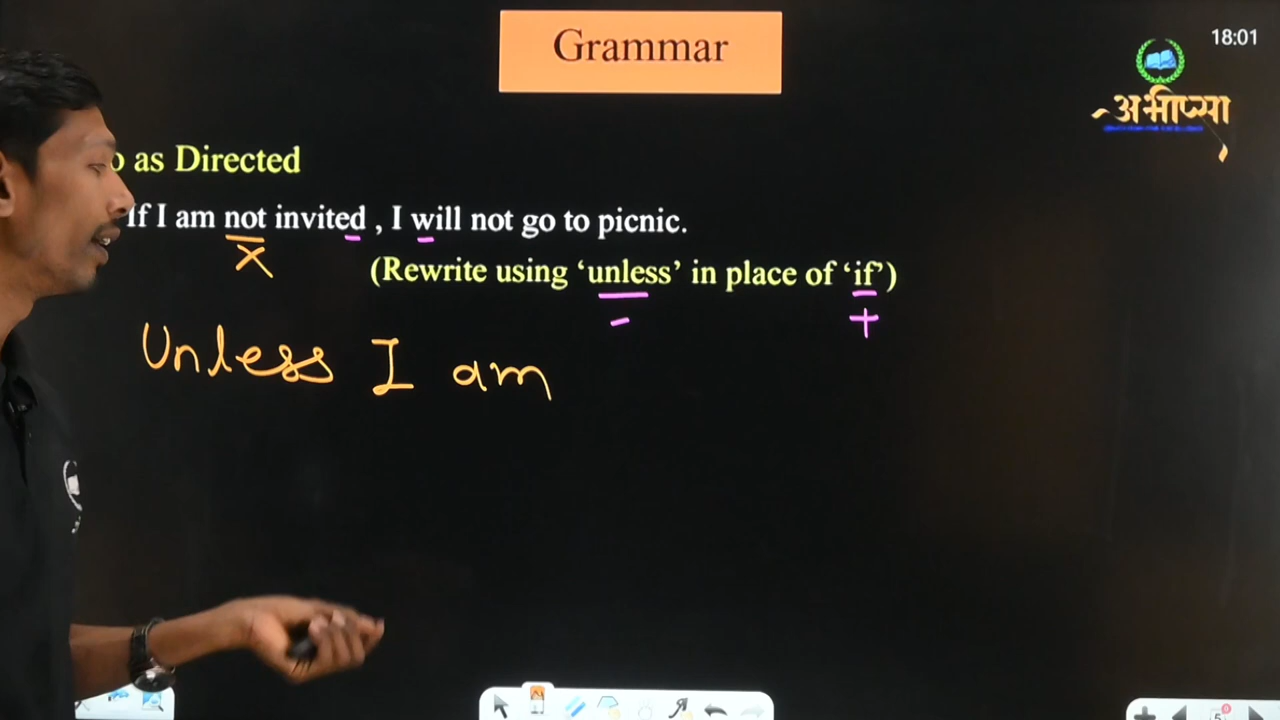 Grammar
18:01
अभीप्सा
o as Directed
If I am not invited , I will not go to picnic.
(Rewrite using ‘unless’ in place of ‘if’)
Unless I am